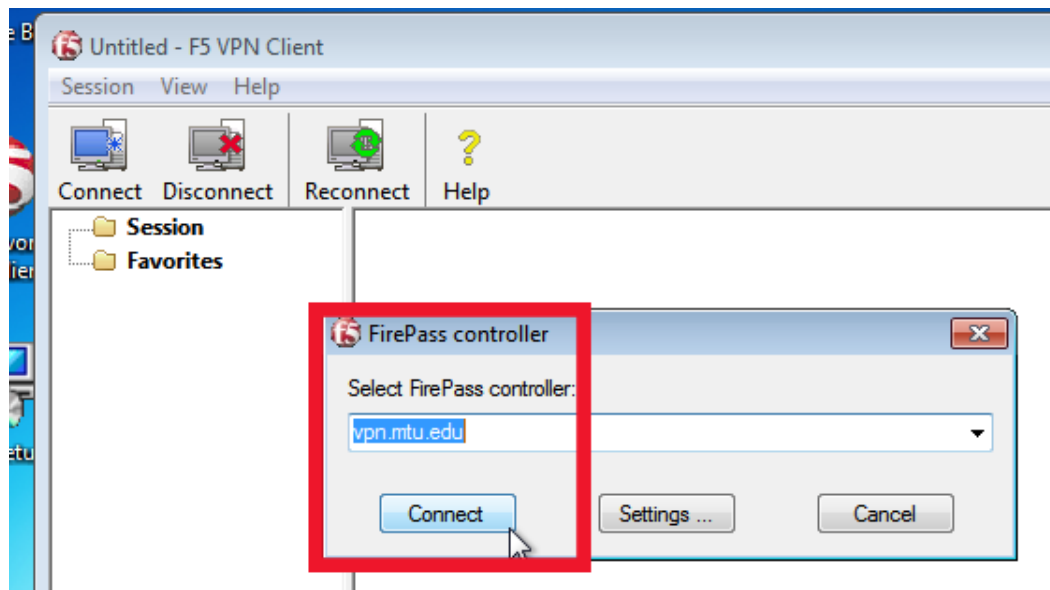 Untitled - F5 VPN Client
Session View Help
Connect Disconnect Reconnect Help
Session
Favorites
FirePass controller
Select FirePass controller:
vpn.mtu.edu
Connect Settings ... Cancel